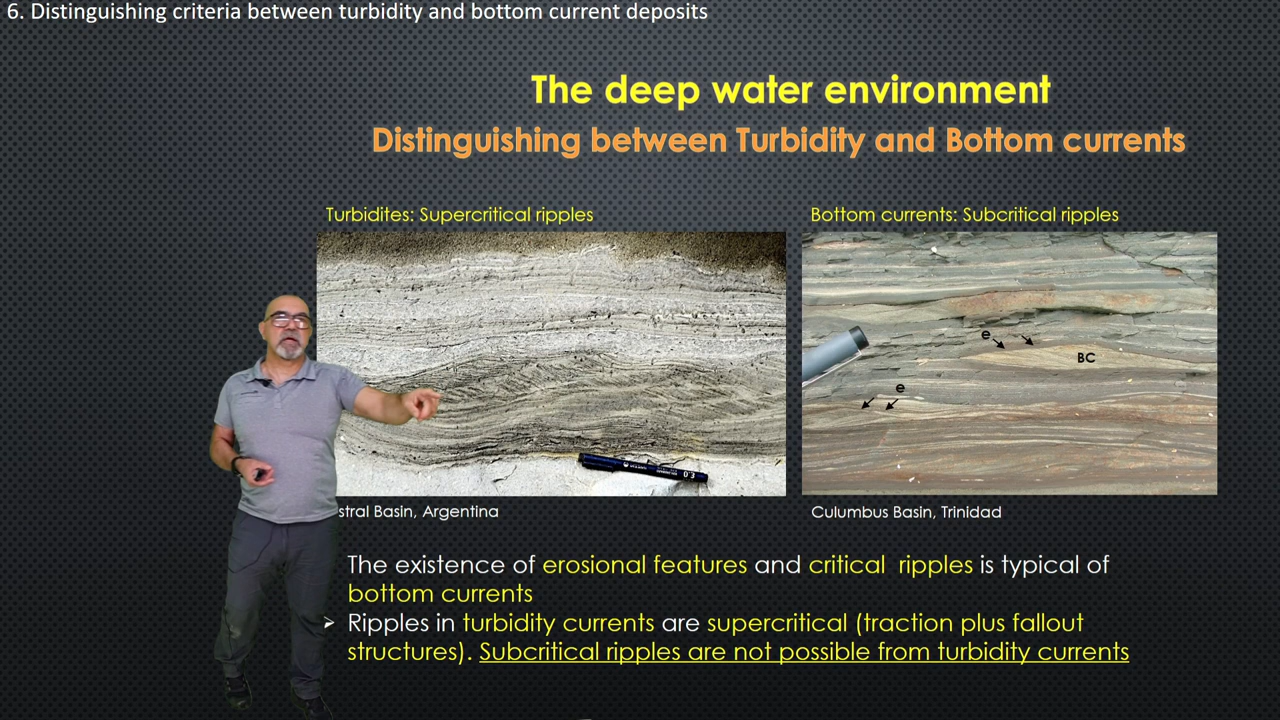 6. Distinguishing criteria between turbidity and bottom current deposits
The deep water environment
Distinguishing between Turbidity and Bottom currents
Turbidites: Supercritical ripples
Bottom currents: Subcritical ripples
e
BC
e
0.3
stral Basin, Argentina
Culumbus Basin, Trinidad
The existence of erosional features and critical ripples is typical of
bottom currents
➢ Ripples in turbidity currents are supercritical (traction plus fallout
structures). Subcritical ripples are not possible from turbidity currents